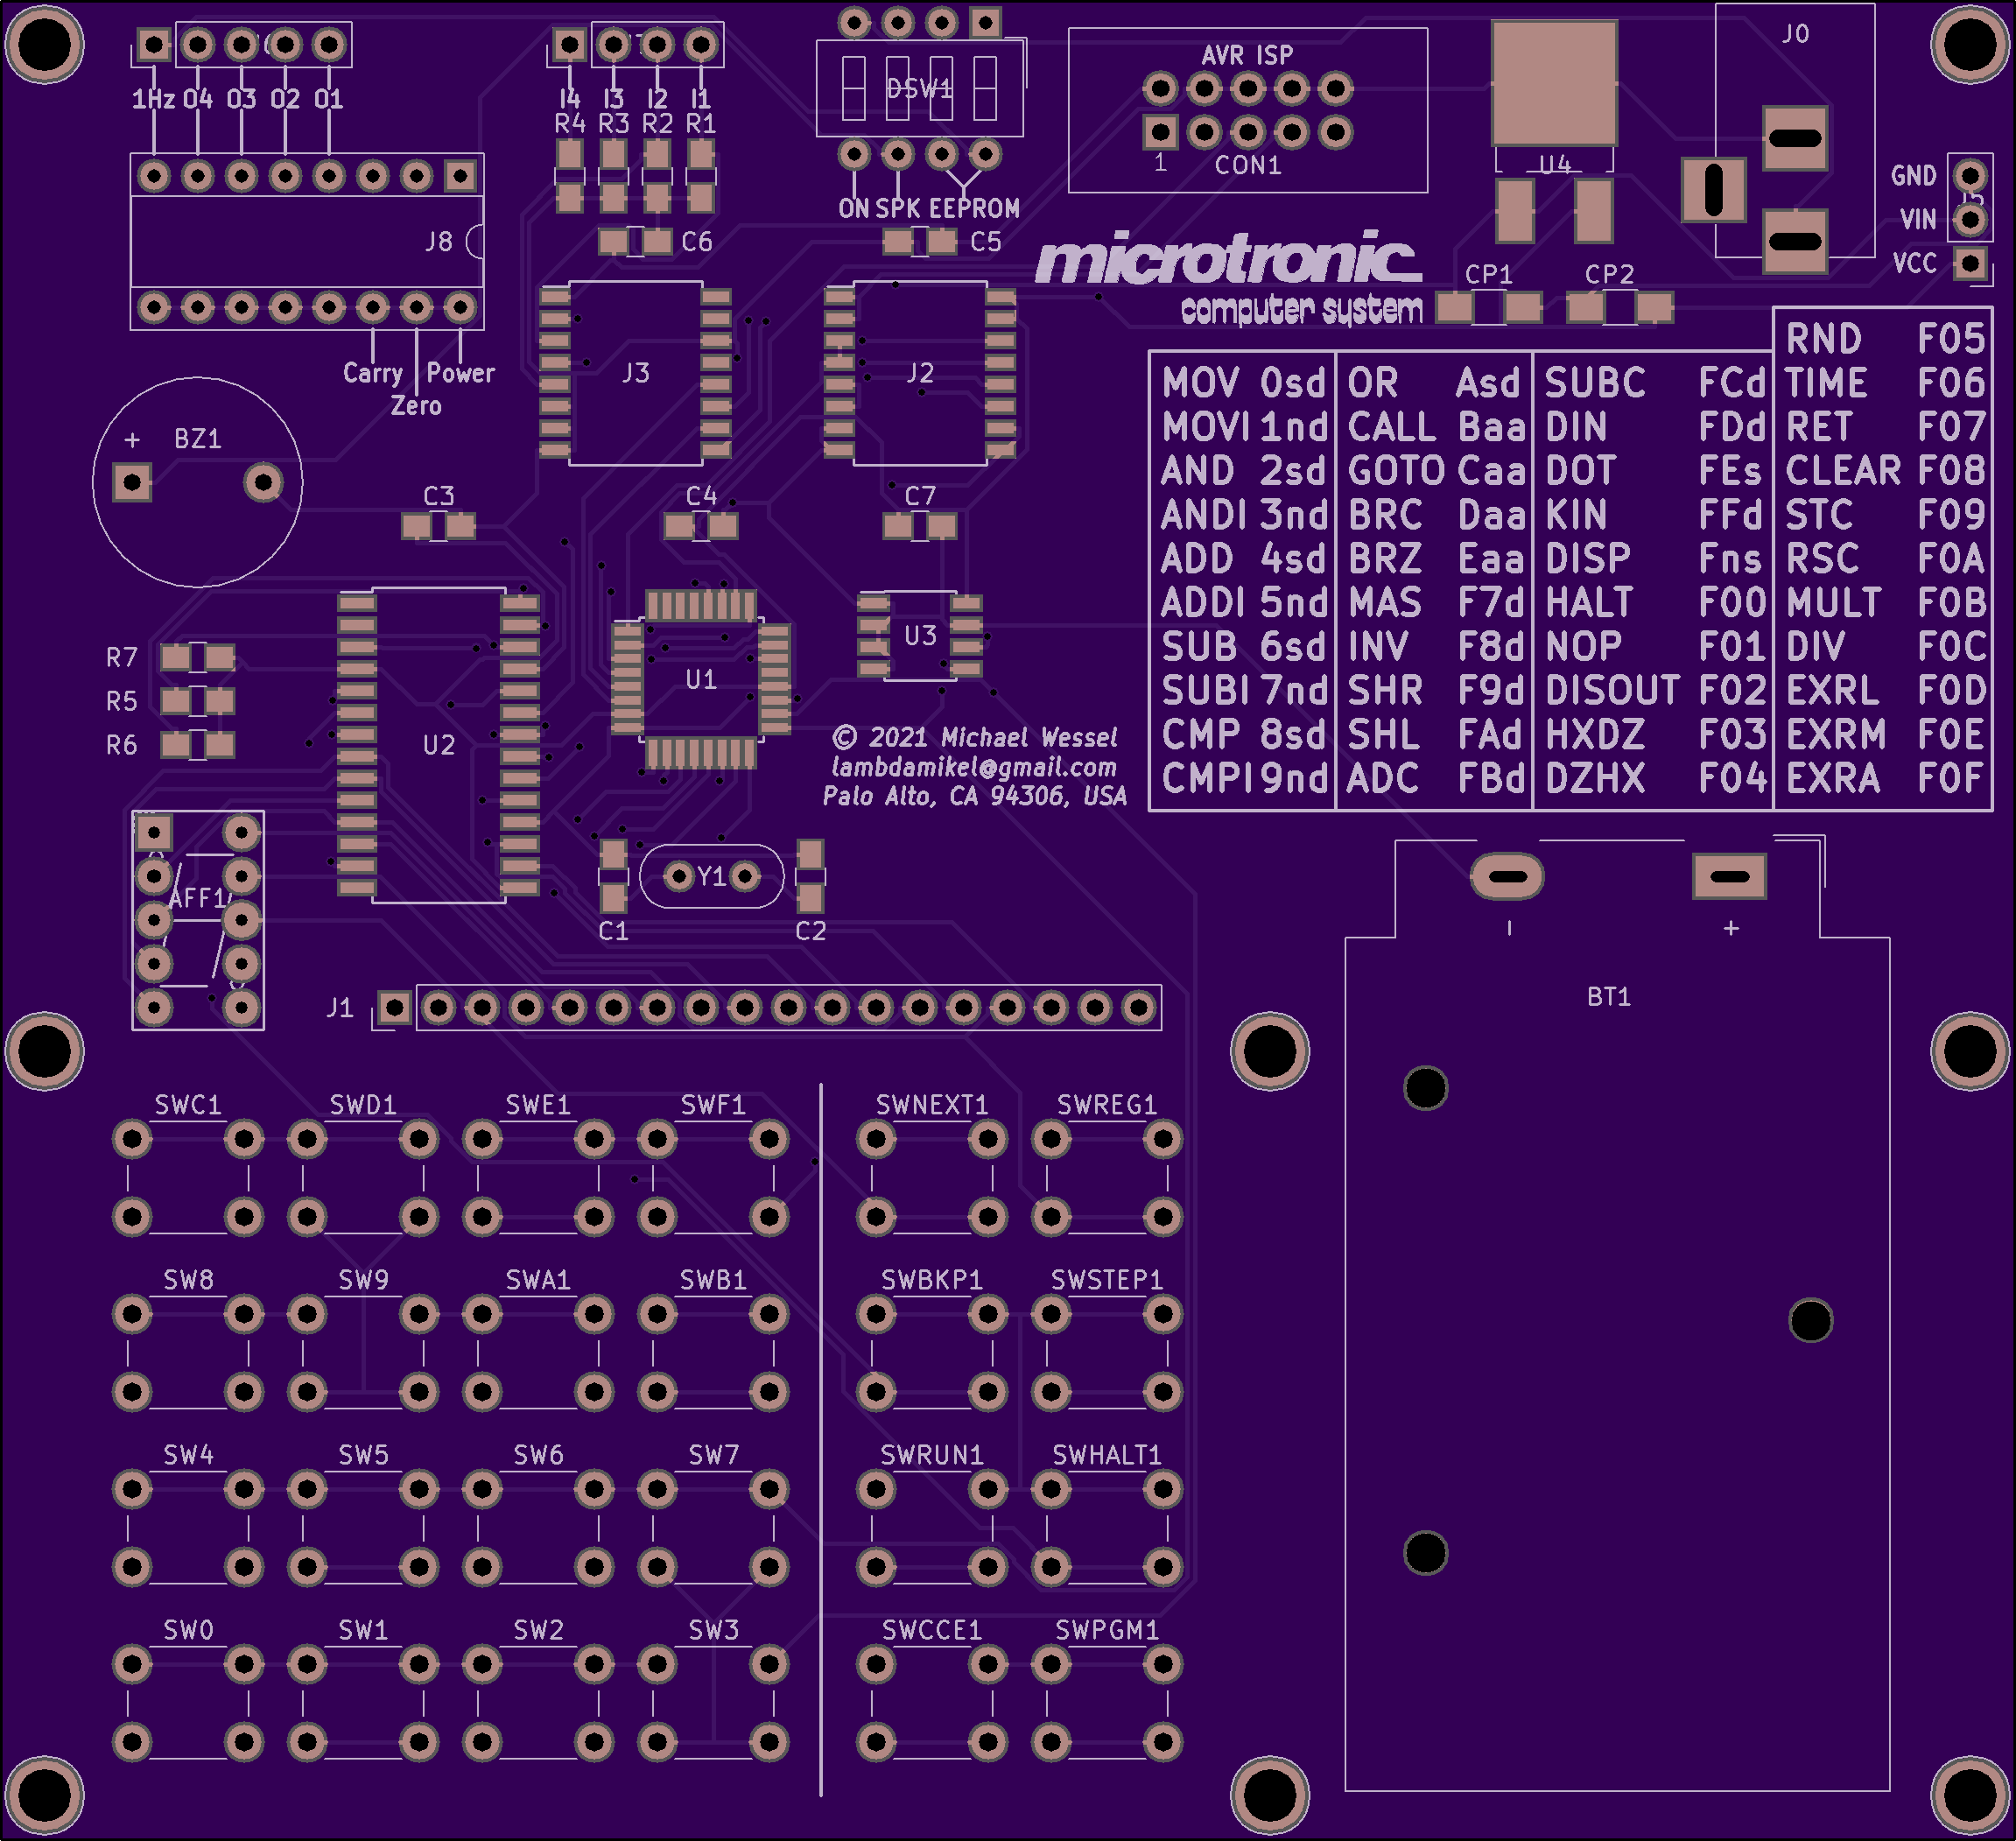 1Hz O4 O3 O2 O1
I4 I3 I2 I1
R4 R3 R2 R1
DSW1
ON SPK EEPROM
AVR ISP
1 CON1
U4
J0
GND
VIN
VCC
J8
C6
C5
microtronic
computer system
CP1 CP2
J3
J2
Carry Power
Zero
+ BZ1
C3
C4
C7
RND F05
MOV 0sd OR Asd SUBC FCd TIME F06
MOVI 1nd CALL Baa DIN FDd RET F07
AND 2sd GOTO Caa DOT FEs CLEAR F08
ANDI 3nd BRC Daa KIN FFd STC F09
ADD 4sd BRZ Eaa DISP Fns RSC F0A
ADDI 5nd MAS F7d HALT F00 MULT F0B
SUB 6sd INV F8d NOP F01 DIV F0C
SUBI 7nd SHR F9d DISOUT F02 EXRL F0D
CMP 8sd SHL FAd HXDZ F03 EXRM F0E
CMPI 9nd ADC FBd DZHX F04 EXRA F0F
R7
R5
R6
U2
U1
U3
© 2021 Michael Wessel
lambdamikel@gmail.com
Palo Alto, CA 94306, USA
AFF1
Y1
C1 C2
J1
- +
BT1
SWC1 SWD1 SWE1 SWF1 SWNEXT1 SWREG1
SW8 SW9 SWA1 SWB1 SWBKP1 SWSTEP1
SW4 SW5 SW6 SW7 SWRUN1 SWHALT1
SW0 SW1 SW2 SW3 SWCCE1 SWPGM1